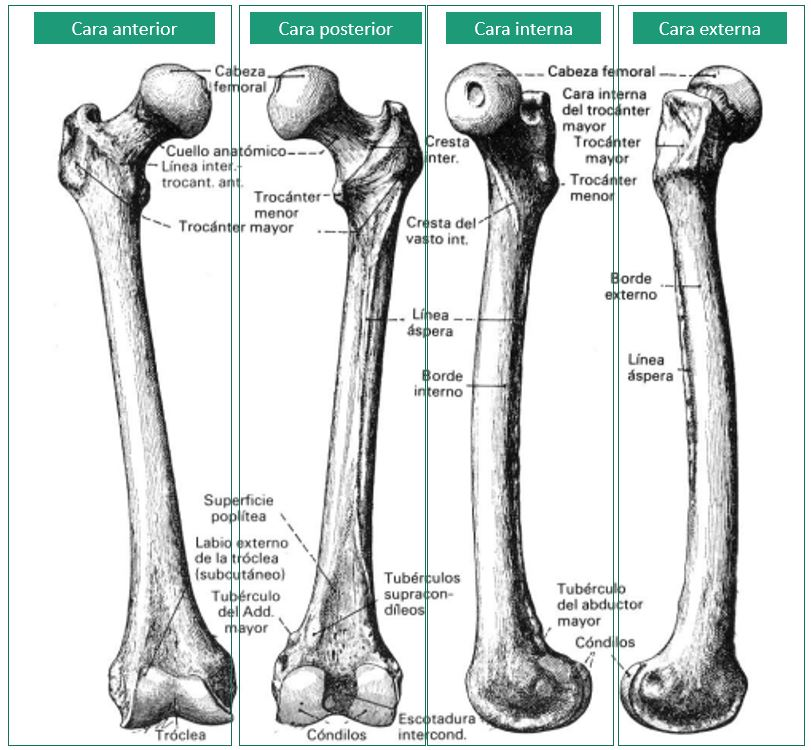 Cara anterior
Cara posterior
Cara interna
Cara externa
Cabeza
femoral
Cuello anatómico
Línea inter.
trocant. ant.
Trocánter
menor
Trocánter mayor
Cresta
inter.
Cabeza femoral
Cara interna
del trocánter
mayor
Trocánter
mayor
Trocánter
menor
Cresta del
vasto int.
Línea
áspera
Borde
interno
Borde
externo
Línea
áspera
Superficie
poplítea
Labio externo
de la tróclea
(subcutáneo)
Tubérculo
del Add.
mayor
Tubérculos
supracon-
díleos
Tubérculo
del abductor
mayor
Cóndilos
Tróclea
Cóndilos
Escotadura
intercond.